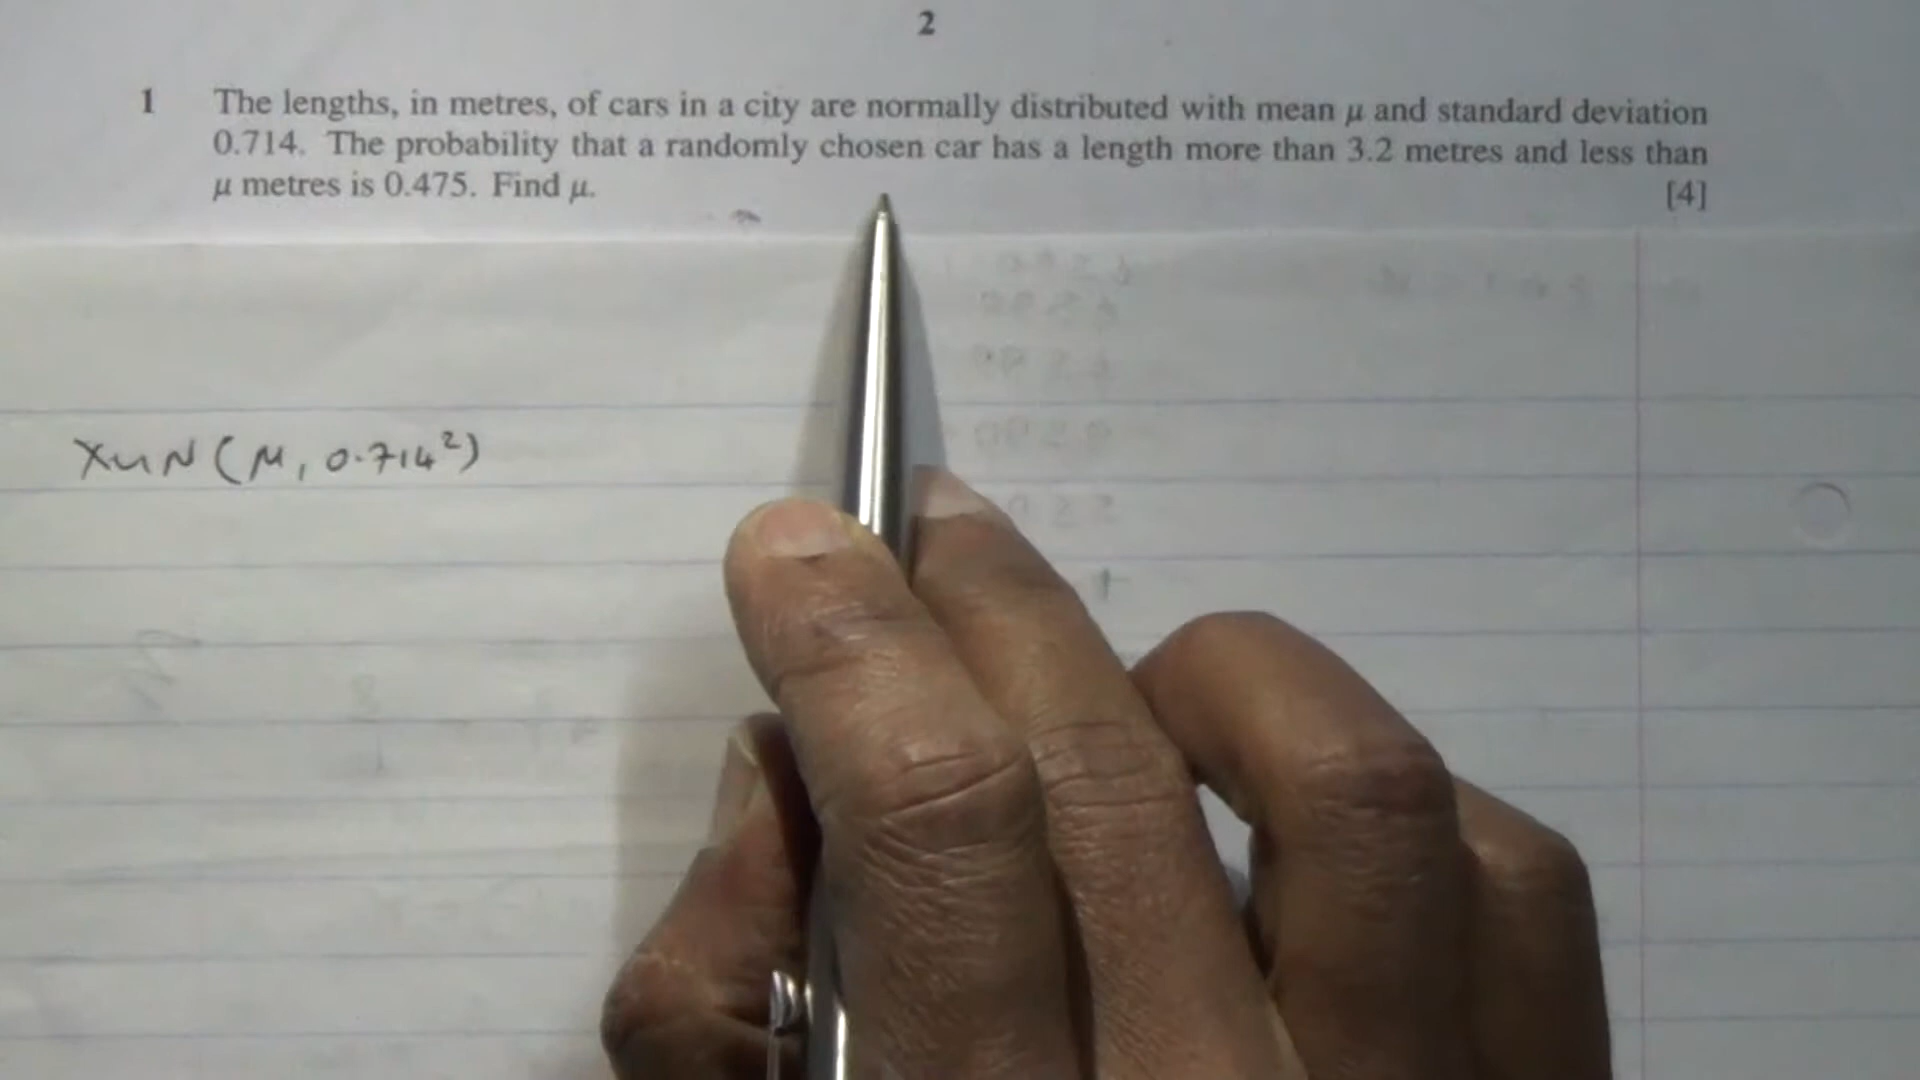 2
1 The lengths, in metres, of cars in a city are normally distributed with mean μ and standard deviation
0.714. The probability that a randomly chosen car has a length more than 3.2 metres and less than
μ metres is 0.475. Find μ. [4]
X~N(μ, 0.714²)